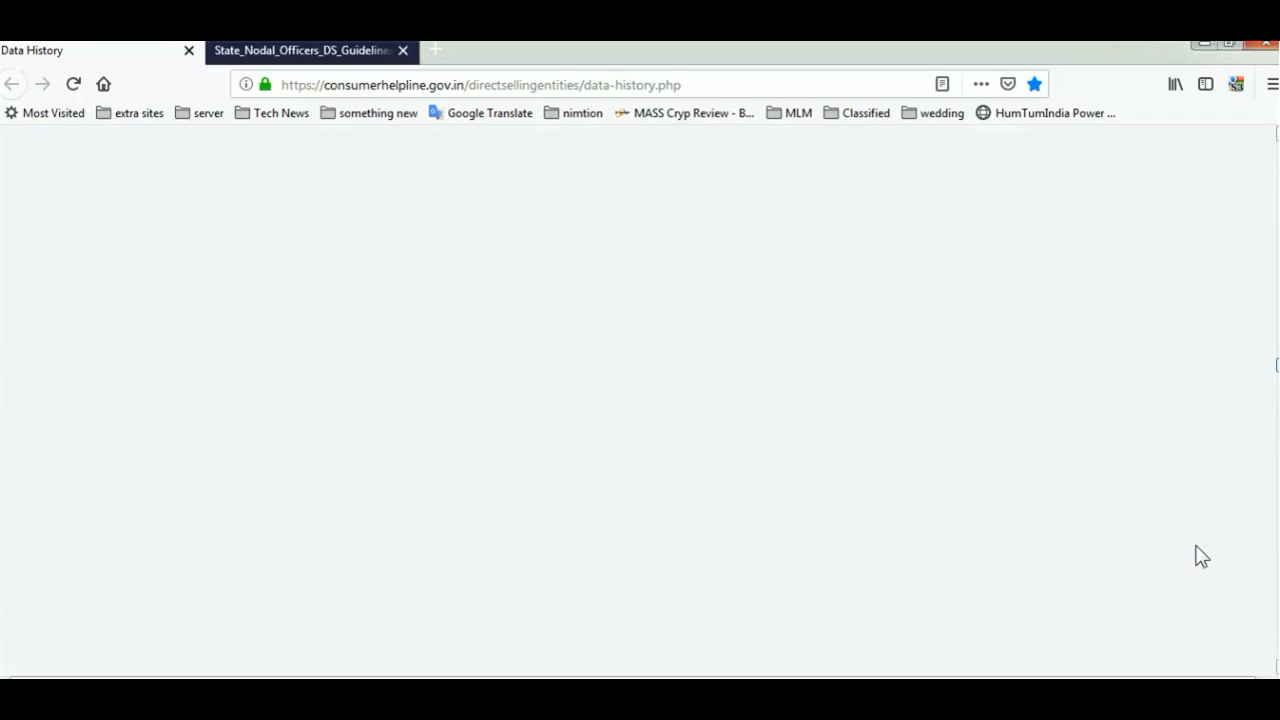 Data History
State_Nodal_Officers_DS_Guideline
https://consumerhelpline.gov.in/directsellingentities/data-history.php
Most Visited extra sites server Tech News something new Google Translate nimtion MASS Cryp Review - B... MLM Classified wedding HumTumIndia Power ...